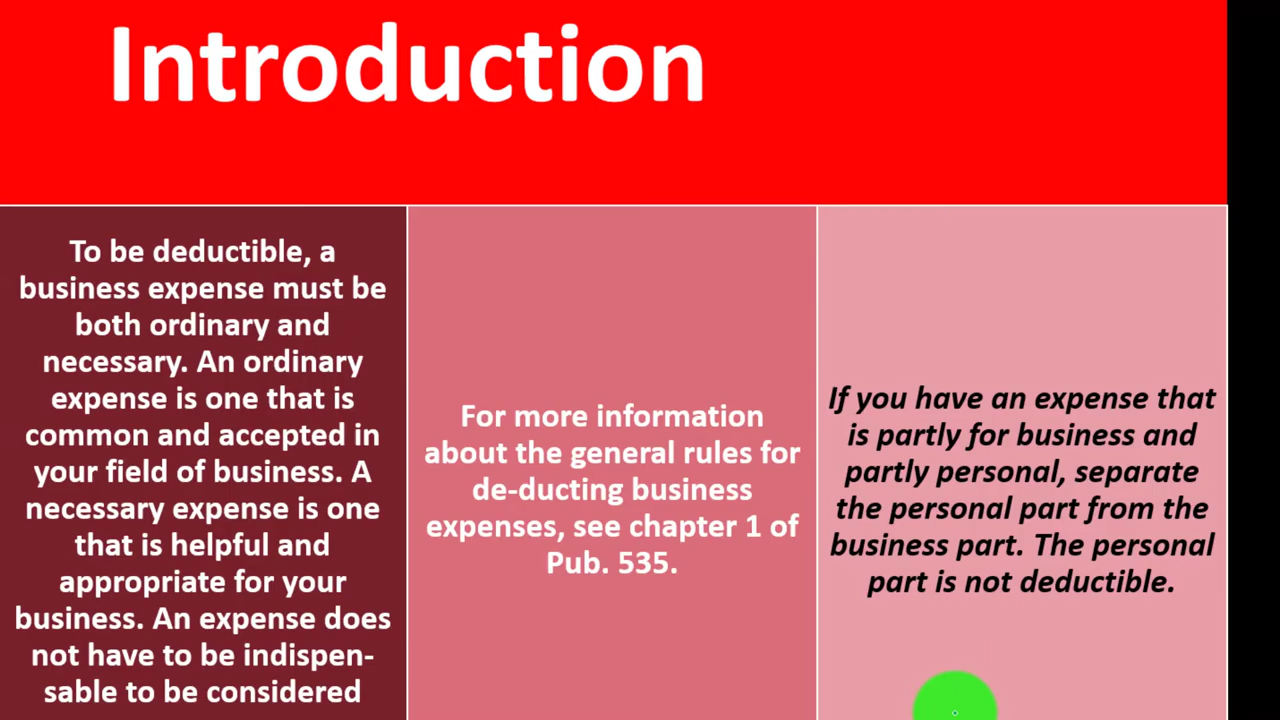 Introduction
To be deductible, a
business expense must be
both ordinary and
necessary. An ordinary
expense is one that is
common and accepted in
your field of business. A
necessary expense is one
that is helpful and
appropriate for your
business. An expense does
not have to be indispen-
sable to be considered
For more information
about the general rules for
de-ducting business
expenses, see chapter 1 of
Pub. 535.
If you have an expense that
is partly for business and
partly personal, separate
the personal part from the
business part. The personal
part is not deductible.